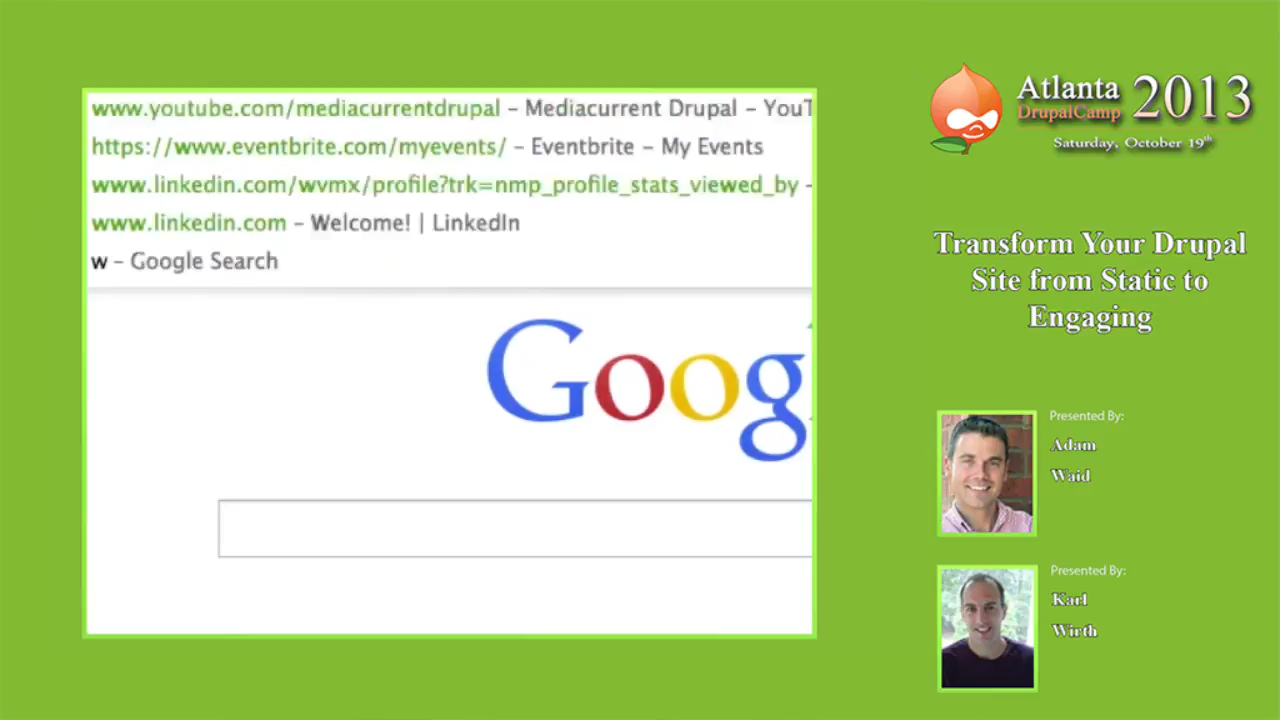 www.youtube.com/mediacurrentdrupal – Mediacurrent Drupal – YouT
https://www.eventbrite.com/myevents/ – Eventbrite – My Events
www.linkedin.com/wvmx/profile?trk=nmp_profile_stats_viewed_by –
www.linkedin.com – Welcome! | LinkedIn
w – Google Search
Goog
Atlanta 2013
DrupalCamp
Saturday, October 19th
Transform Your Drupal
Site from Static to
Engaging
Presented By:
Adam
Waid
Presented By:
Karl
Wirth